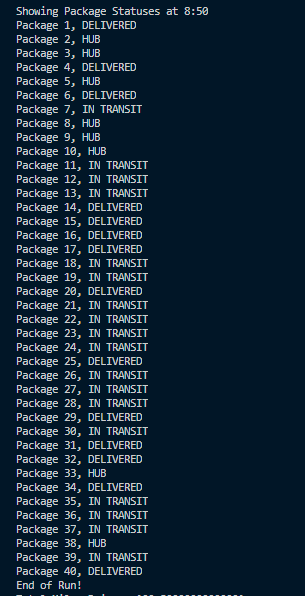 Showing Package Statuses at 8:50
Package 1, DELIVERED
Package 2, HUB
Package 3, HUB
Package 4, DELIVERED
Package 5, HUB
Package 6, DELIVERED
Package 7, IN TRANSIT
Package 8, HUB
Package 9, HUB
Package 10, HUB
Package 11, IN TRANSIT
Package 12, IN TRANSIT
Package 13, IN TRANSIT
Package 14, DELIVERED
Package 15, DELIVERED
Package 16, DELIVERED
Package 17, DELIVERED
Package 18, IN TRANSIT
Package 19, IN TRANSIT
Package 20, DELIVERED
Package 21, IN TRANSIT
Package 22, IN TRANSIT
Package 23, IN TRANSIT
Package 24, IN TRANSIT
Package 25, DELIVERED
Package 26, IN TRANSIT
Package 27, IN TRANSIT
Package 28, IN TRANSIT
Package 29, DELIVERED
Package 30, IN TRANSIT
Package 31, DELIVERED
Package 32, DELIVERED
Package 33, HUB
Package 34, DELIVERED
Package 35, IN TRANSIT
Package 36, IN TRANSIT
Package 37, IN TRANSIT
Package 38, HUB
Package 39, IN TRANSIT
Package 40, DELIVERED
End of Run!